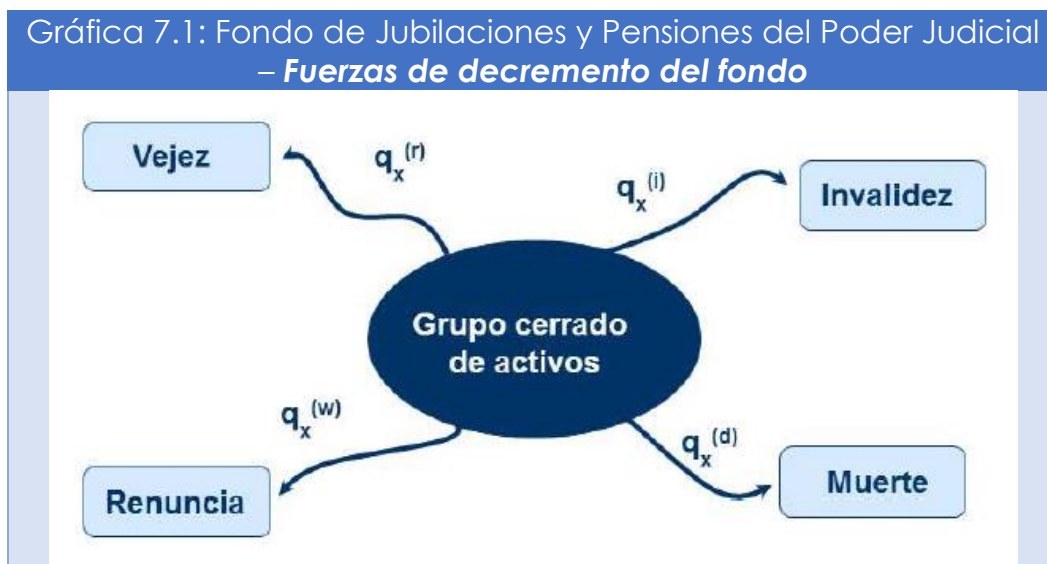 Gráfica 7.1: Fondo de Jubilaciones y Pensiones del Poder Judicial
– Fuerzas de decremento del fondo
Vejez
qx(r)
qx(i)
Invalidez
Grupo cerrado
de activos
qx(w)
qx(d)
Renuncia
Muerte